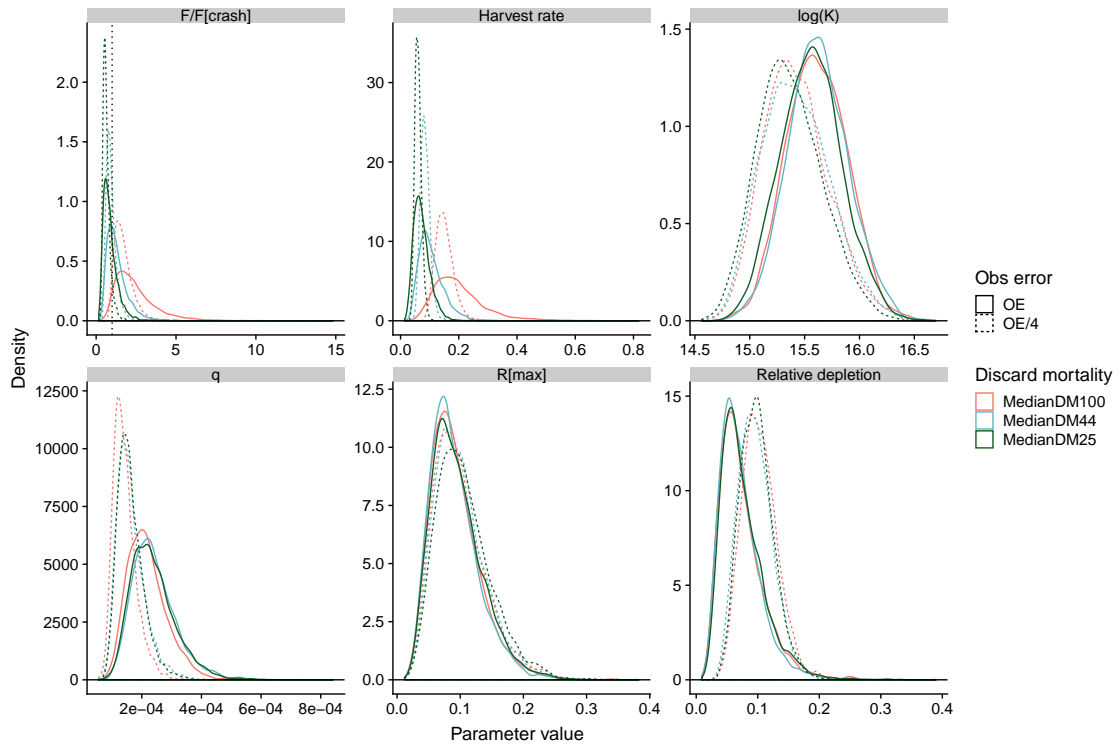 F/F[crash]
Harvest rate
log(K)
2.0
1.5
1.0
0.5
0.0
0
5
10
15
30
20
10
0
0.0
0.2
0.4
0.6
0.8
1.5
1.0
0.5
0.0
14.5
15.0
15.5
16.0
16.5
Density
q
R[max]
Relative depletion
12500
10000
7500
5000
2500
0
2e−04
4e−04
6e−04
8e−04
12.5
10.0
7.5
5.0
2.5
0.0
0.0
0.1
0.2
0.3
0.4
15
10
5
0
0.0
0.1
0.2
0.3
0.4
Parameter value
Obs error
OE
OE/4
Discard mortality
MedianDM100
MedianDM44
MedianDM25